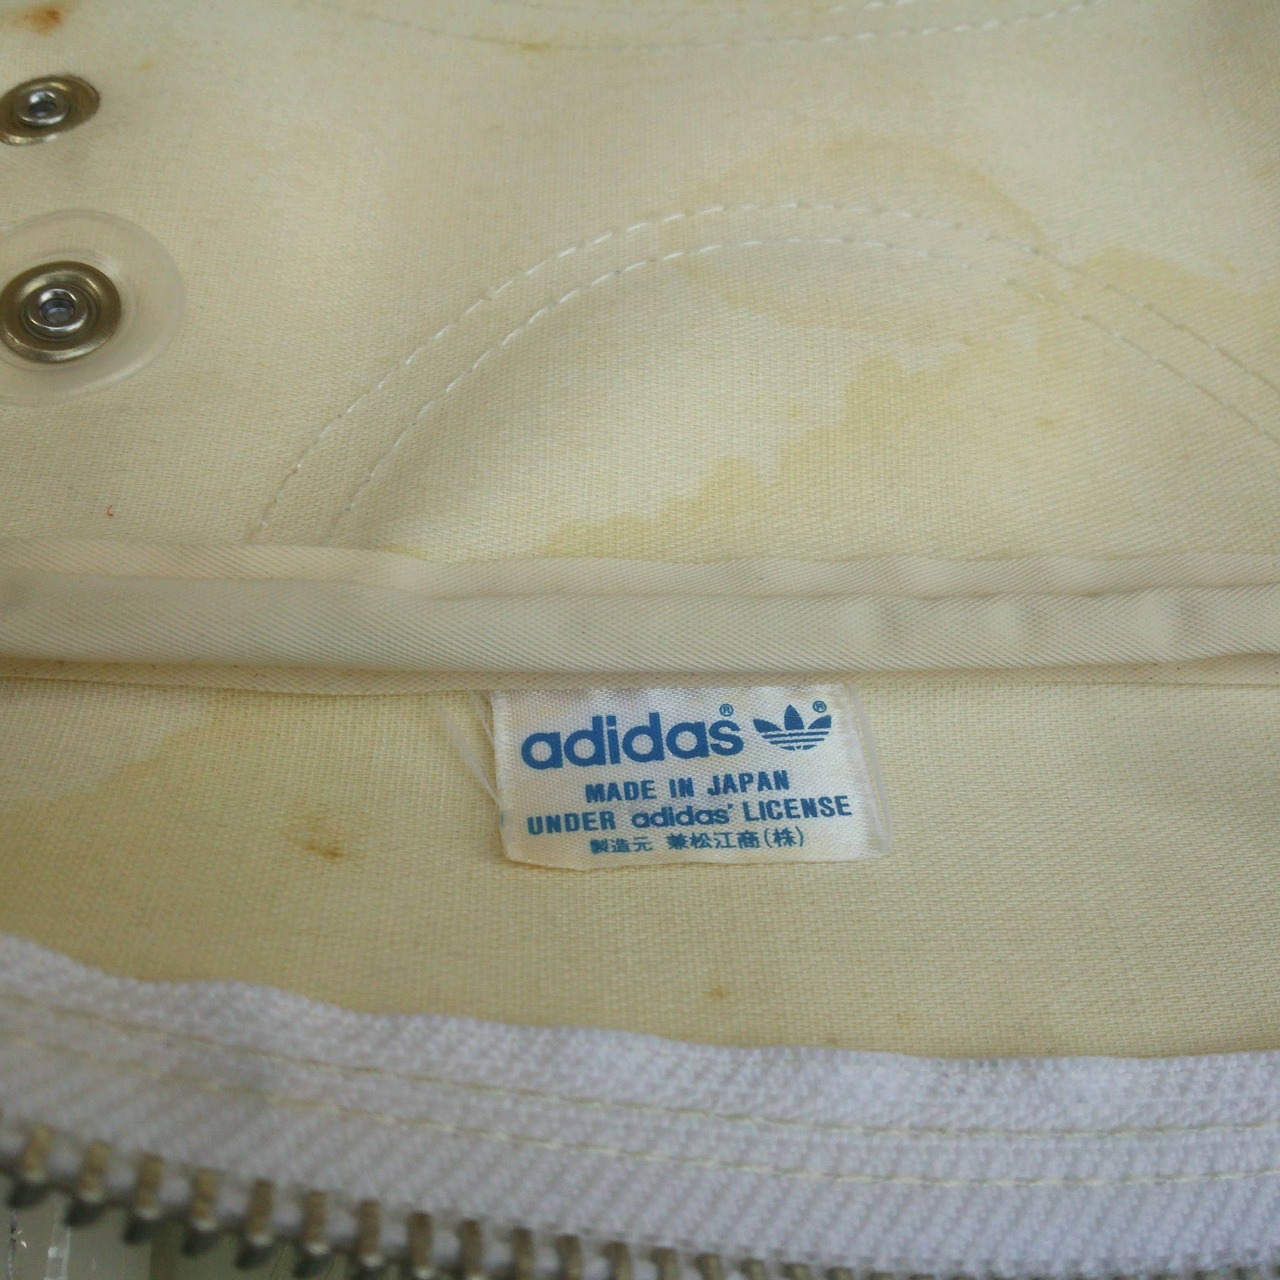 adidas® ®
MADE IN JAPAN
UNDER adidas' LICENSE
製造元 兼松江商(株)